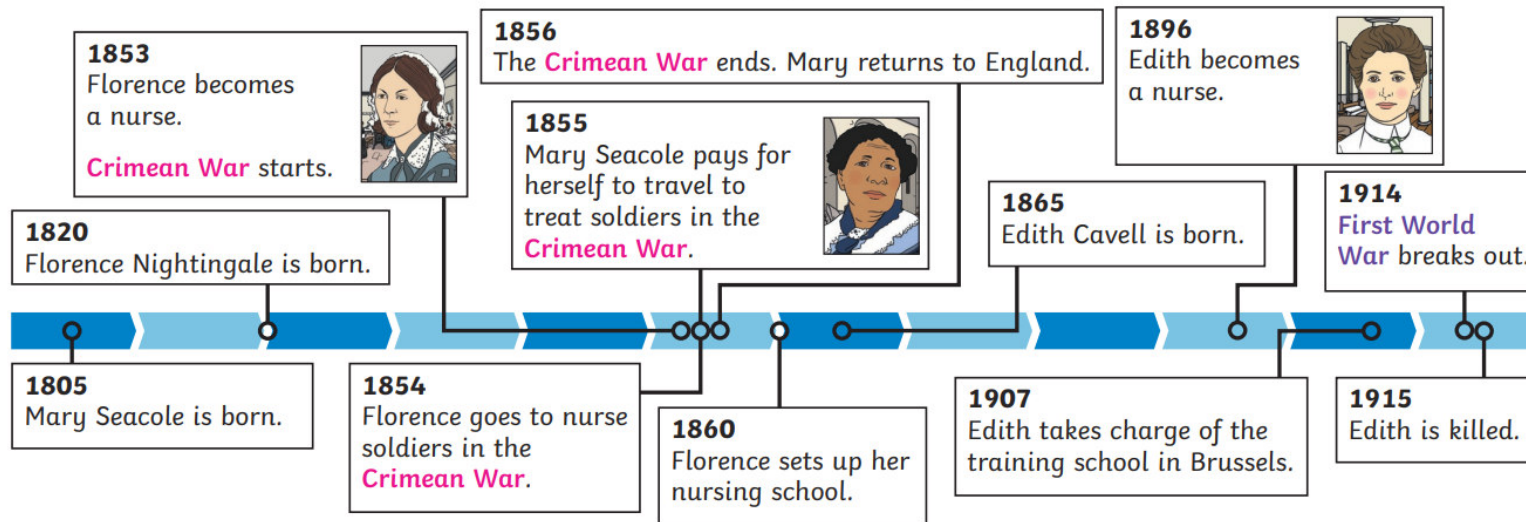 1853
Florence becomes
a nurse.
Crimean War starts.
1856
The Crimean War ends. Mary returns to England.
1896
Edith becomes
a nurse.
1855
Mary Seacole pays for
herself to travel to
treat soldiers in the
Crimean War.
1820
Florence Nightingale is born.
1865
Edith Cavell is born.
1914
First World
War breaks out.
1805
Mary Seacole is born.
1854
Florence goes to nurse
soldiers in the
Crimean War.
1860
Florence sets up her
nursing school.
1907
Edith takes charge of the
training school in Brussels.
1915
Edith is killed.